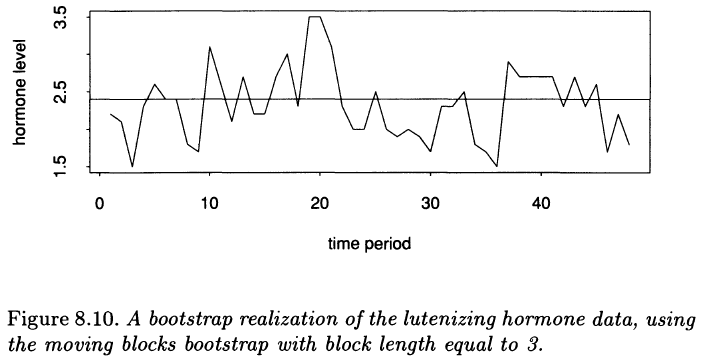 3.5
2.5
1.5
hormone level
0 10 20 30 40
time period
Figure 8.10. A bootstrap realization of the lutenizing hormone data, using
the moving blocks bootstrap with block length equal to 3.